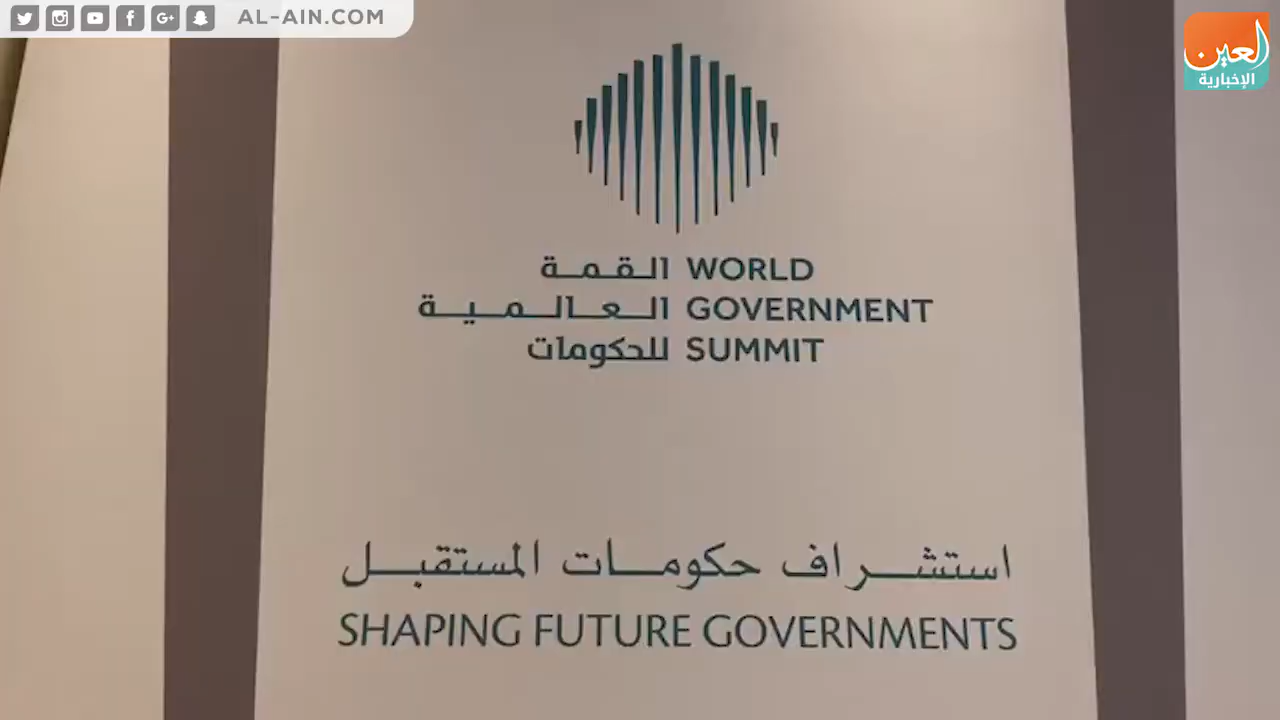 AL-AIN.COM
العين
الإخبارية
القمة WORLD
العالمية GOVERNMENT
للحكومات SUMMIT
استشراف حكومات المستقبل
SHAPING FUTURE GOVERNMENTS